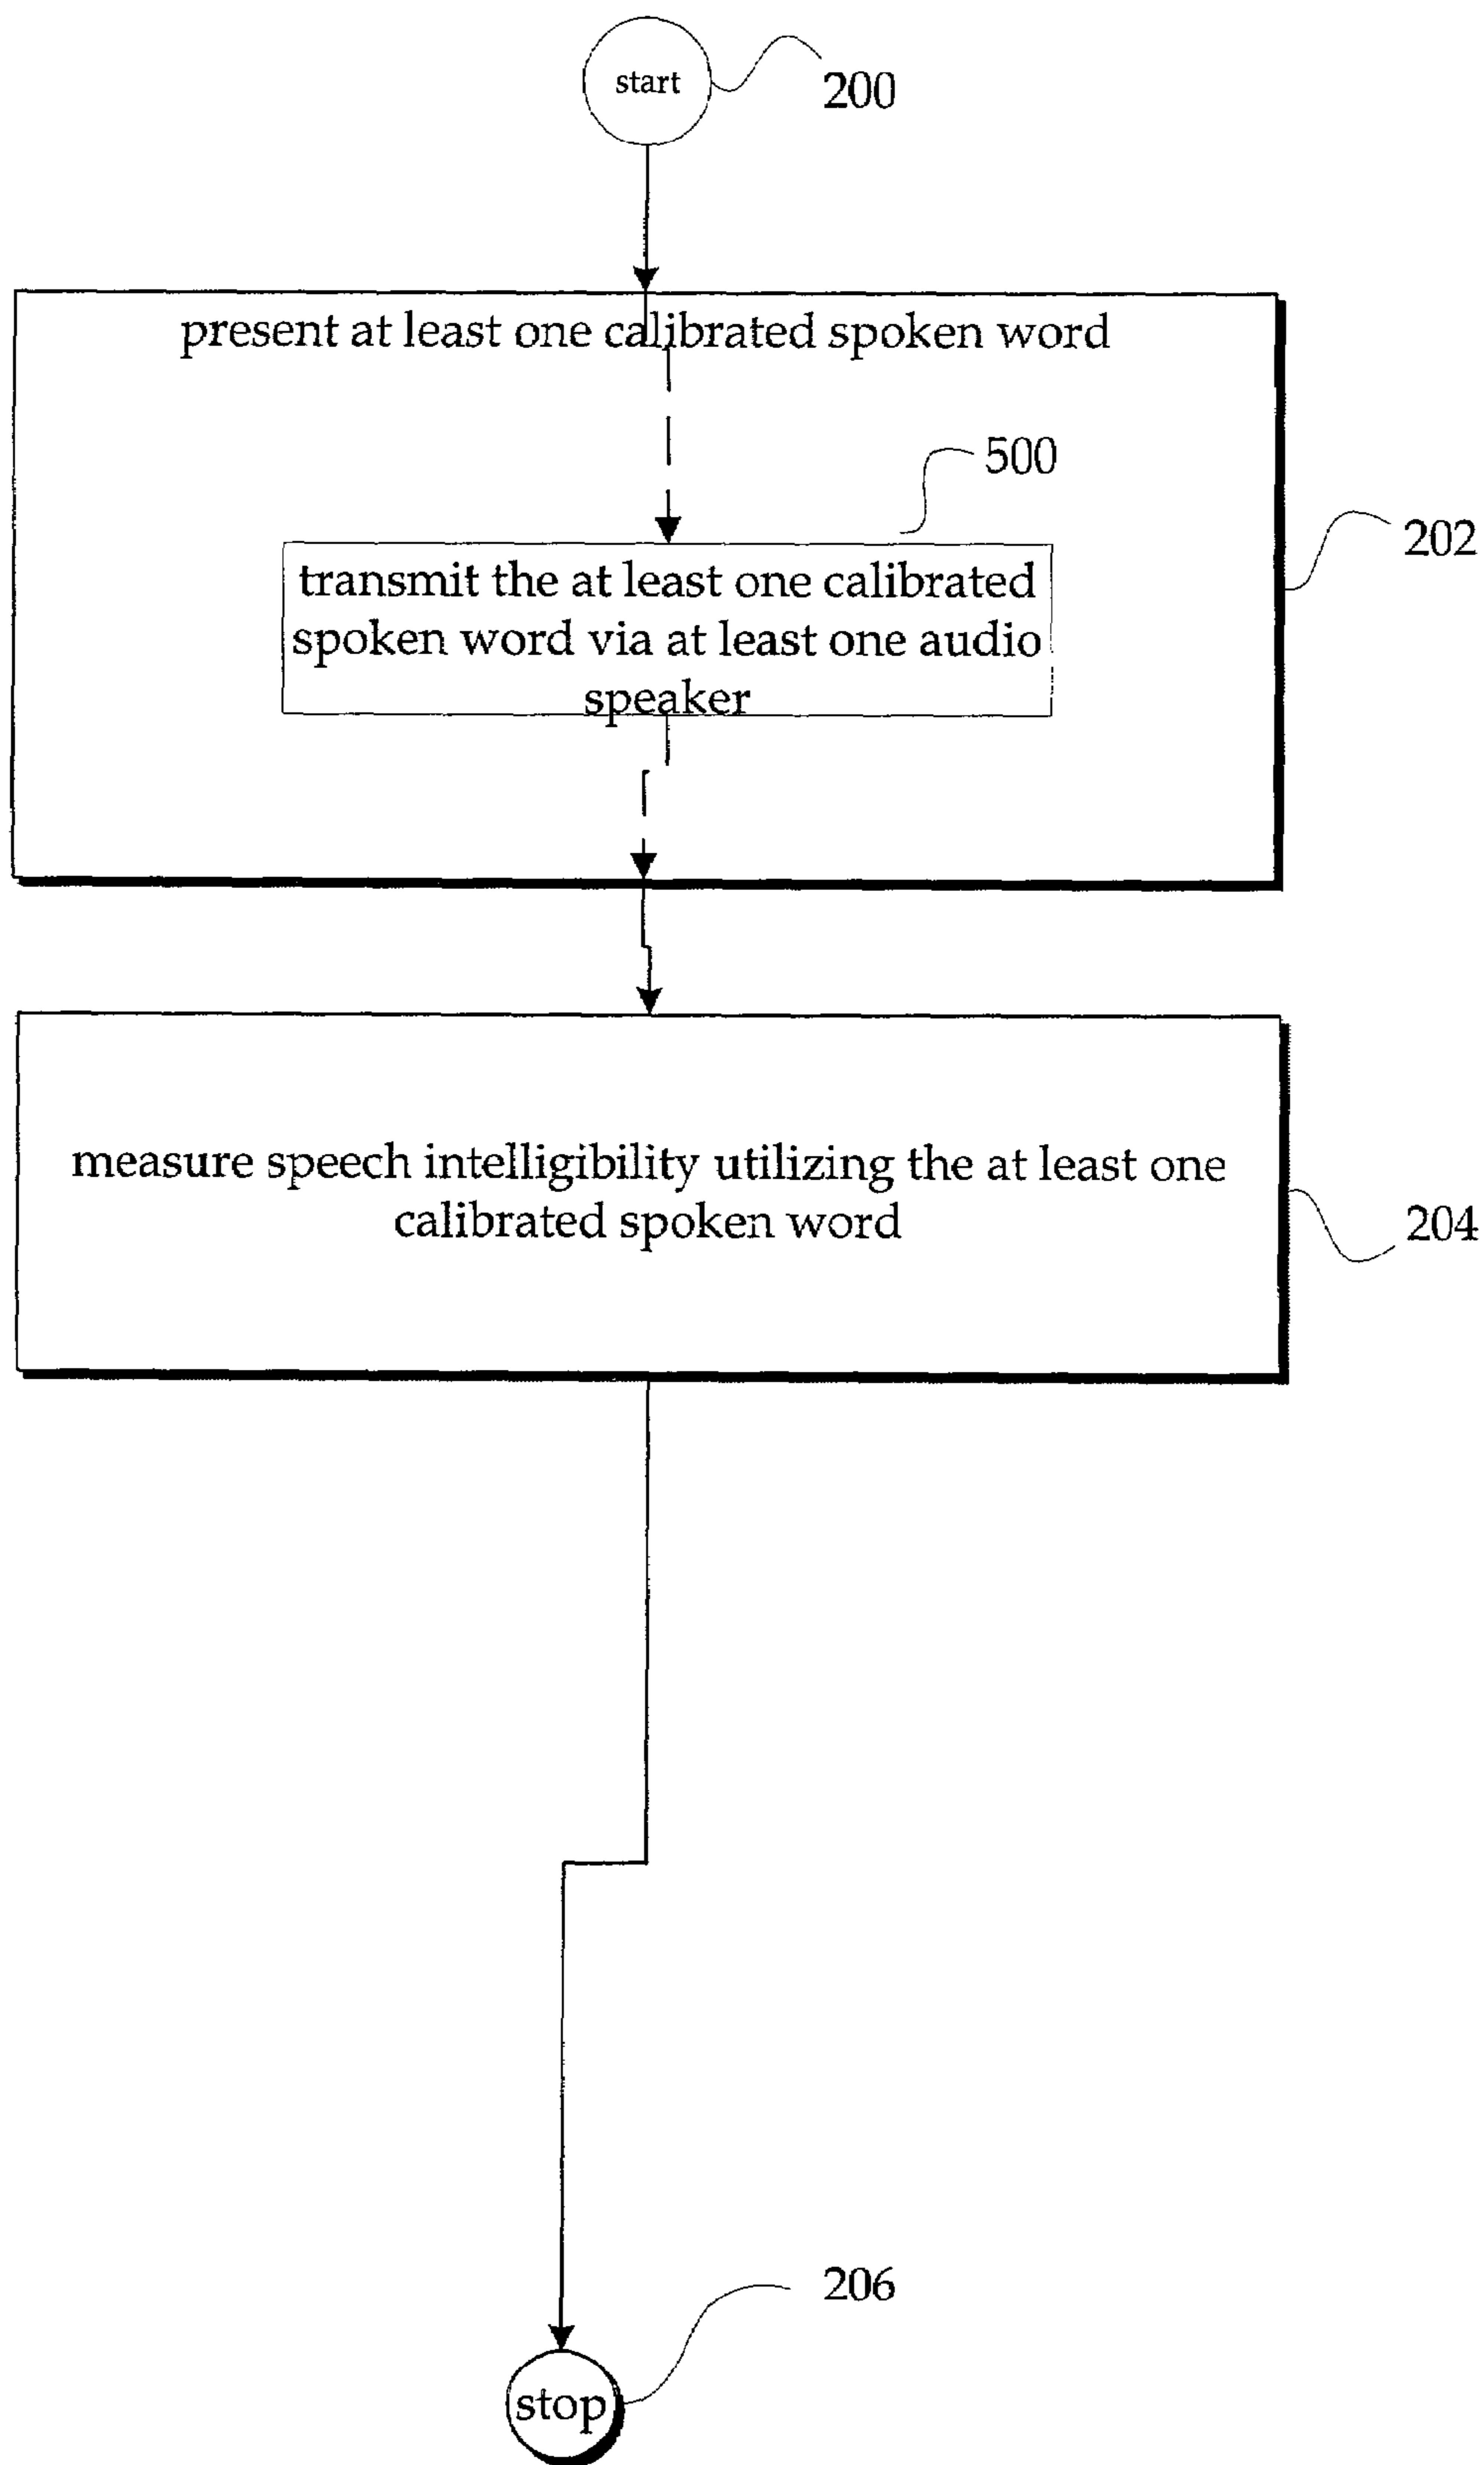 start
200
present at least one calibrated spoken word
500
202
transmit the at least one calibrated
spoken word via at least one audio
speaker
measure speech intelligibility utilizing the at least one
calibrated spoken word
204
206
stop